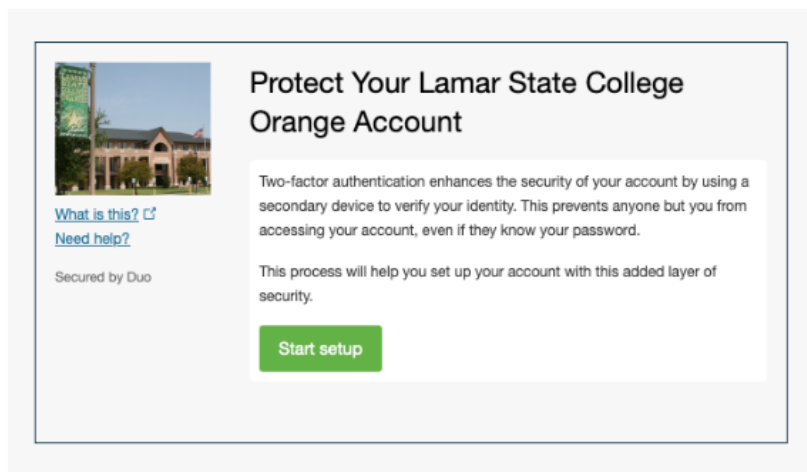 Protect Your Lamar State College
Orange Account
Two-factor authentication enhances the security of your account by using a
secondary device to verify your identity. This prevents anyone but you from
accessing your account, even if they know your password.
This process will help you set up your account with this added layer of
security.
Start setup
LAMAR
STATE
What is this?
Need help?
Secured by Duo